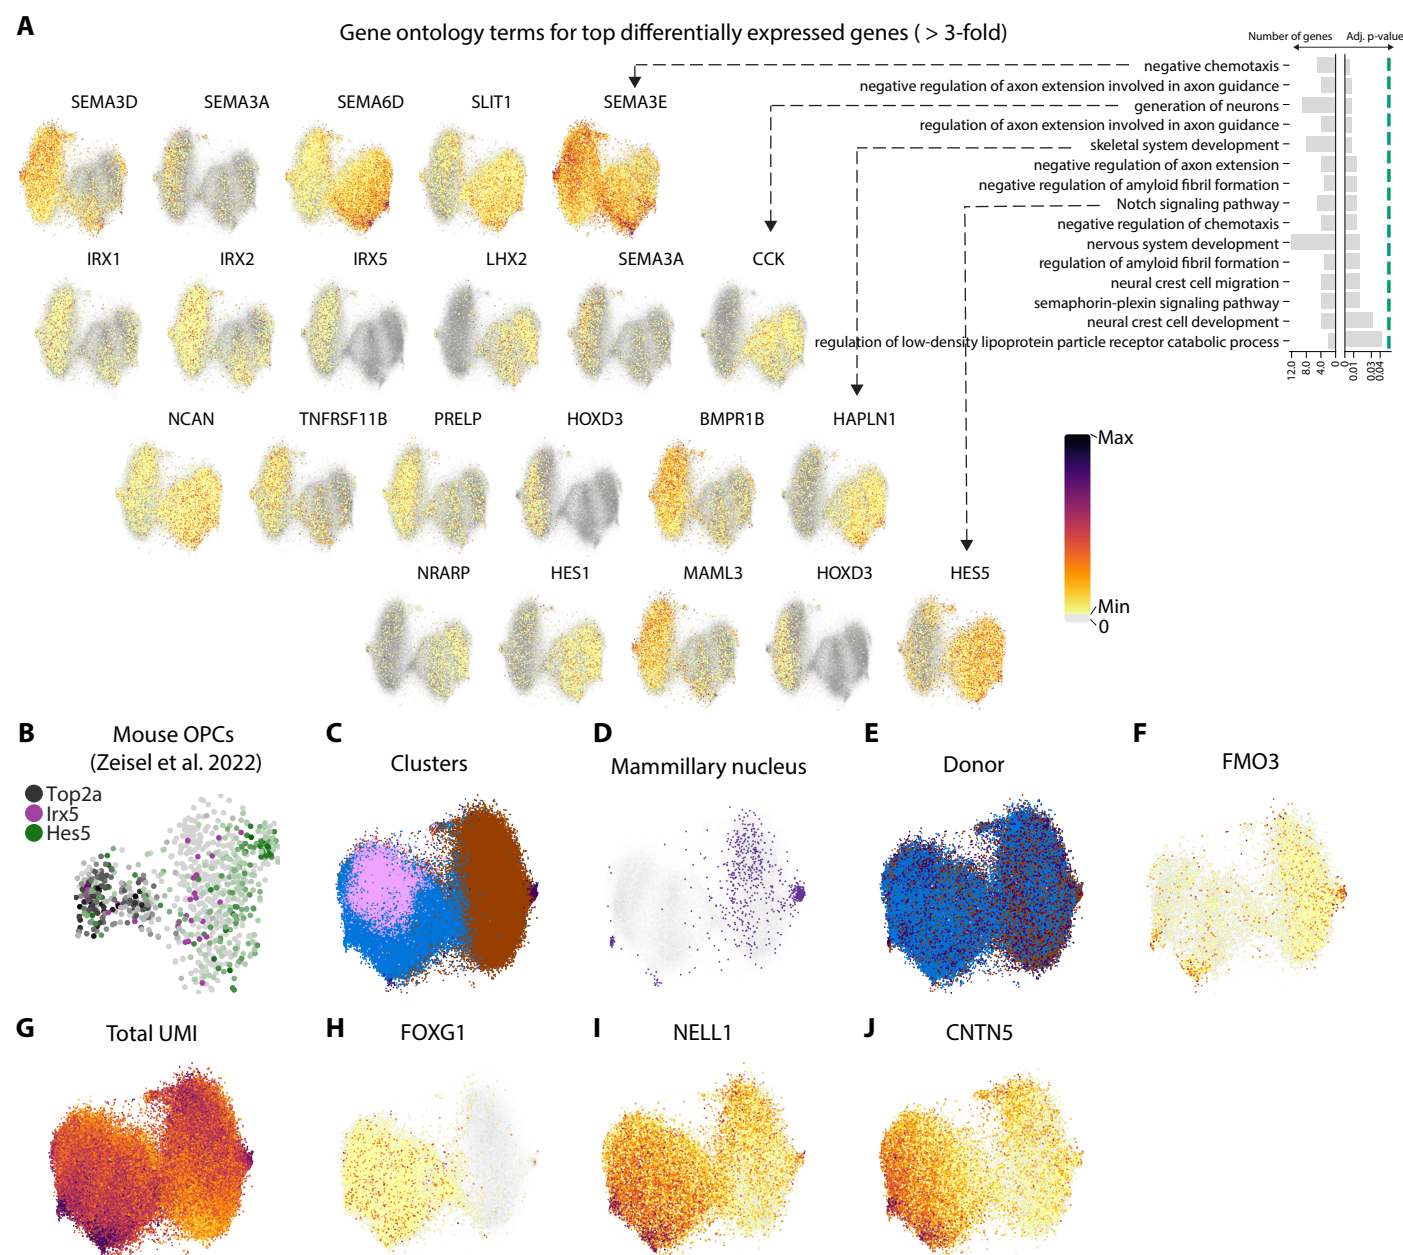 A
Gene ontology terms for top differentially expressed genes ( > 3-fold)
Number of genes
Adj. p-value
negative chemotaxis
negative regulation of axon extension involved in axon guidance
generation of neurons
regulation of axon extension involved in axon guidance
skeletal system development
negative regulation of axon extension
negative regulation of amyloid fibril formation
Notch signaling pathway
negative regulation of chemotaxis
nervous system development
regulation of amyloid fibril formation
neural crest cell migration
semaphorin-plexin signaling pathway
neural crest cell development
regulation of low-density lipoprotein particle receptor catabolic process
12.0 8.0 4.0 0 0 0.01 0.03 0.04
SEMA3D SEMA3A SEMA6D SLIT1 SEMA3E
IRX1 IRX2 IRX5 LHX2 SEMA3A CCK
NCAN TNFRSF11B PRELP HOXD3 BMPR1B HAPLN1
NRARP HES1 MAML3 HOXD3 HES5
Max
Min
0
B
Mouse OPCs
(Zeisel et al. 2022)
Top2a
Irx5
Hes5
C
Clusters
D
Mammillary nucleus
E
Donor
F
FMO3
G
Total UMI
H
FOXG1
I
NELL1
J
CNTN5